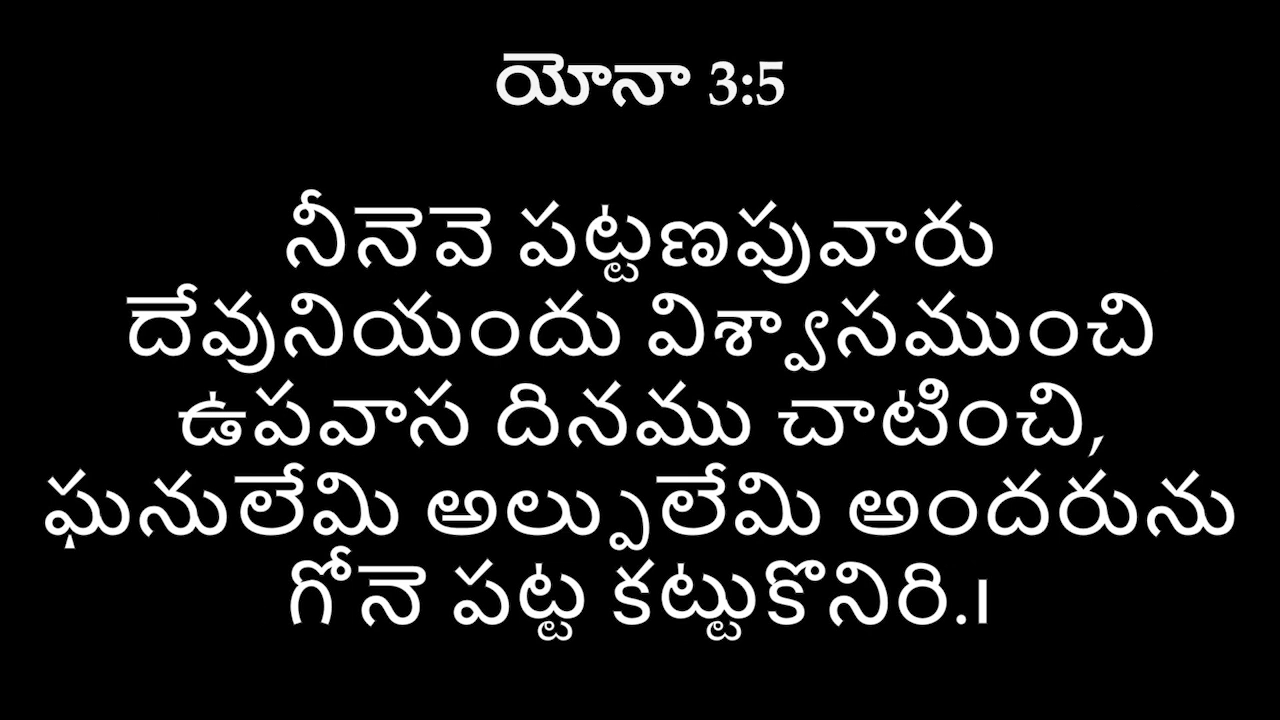 యోనా 3:5
నీనెవె పట్టణపువారు
దేవునియందు విశ్వాసముంచి
ఉపవాస దినము చాటించి,
ఘనులేమి అల్పులేమి అందరును
గోనె పట్ట కట్టుకొనిరి.।